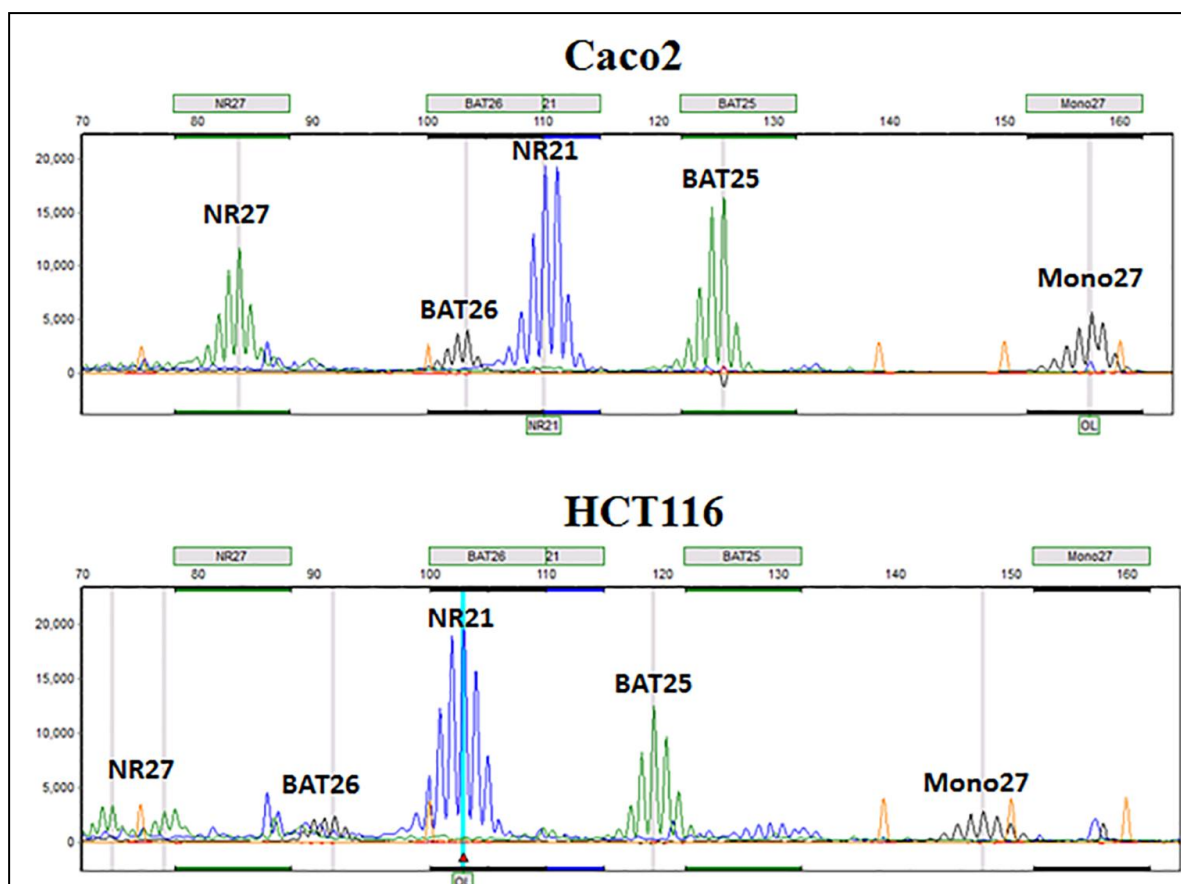 Caco2
NR27 BAT26 21 BAT25 Mono27
70 80 90 100 110 120 130 140 150 160
20,000
NR21
BAT25
15,000
NR27
10,000
Mono27
BAT26
5,000
0
NR21 OL
HCT116
NR27 BAT26 21 BAT25 Mono27
70 80 90 100 110 120 130 140 150 160
NR21
20,000
15,000
BAT25
10,000
NR27 BAT26 Mono27
5,000
0
OL